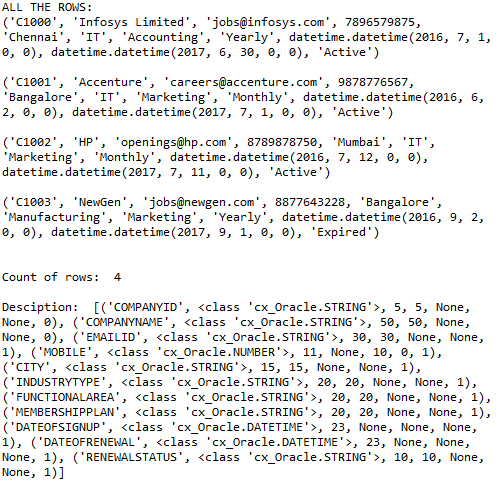 ALL THE ROWS:
('C1000', 'Infosys Limited', 'jobs@infosys.com', 7896579875,
'Chennai', 'IT', 'Accounting', 'Yearly', datetime.datetime(2016, 7, 1,
0, 0), datetime.datetime(2017, 6, 30, 0, 0), 'Active')
('C1001', 'Accenture', 'careers@accenture.com', 9878776567,
'Bangalore', 'IT', 'Marketing', 'Monthly', datetime.datetime(2016, 6,
2, 0, 0), datetime.datetime(2017, 7, 1, 0, 0), 'Active')
('C1002', 'HP', 'openings@hp.com', 8789878750, 'Mumbai', 'IT',
'Marketing', 'Monthly', datetime.datetime(2016, 7, 12, 0, 0),
datetime.datetime(2017, 7, 11, 0, 0), 'Active')
('C1003', 'NewGen', 'jobs@newgen.com', 8877643228, 'Bangalore',
'Manufacturing', 'Marketing', 'Yearly', datetime.datetime(2016, 9, 2,
0, 0), datetime.datetime(2017, 9, 1, 0, 0), 'Expired')
Count of rows:  4
Desciption:  [('COMPANYID', <class 'cx_Oracle.STRING'>, 5, 5, None,
None, 0), ('COMPANYNAME', <class 'cx_Oracle.STRING'>, 50, 50, None,
None, 0), ('EMAILID', <class 'cx_Oracle.STRING'>, 30, 30, None, None,
1), ('MOBILE', <class 'cx_Oracle.NUMBER'>, 11, None, 10, 0, 1),
('CITY', <class 'cx_Oracle.STRING'>, 15, 15, None, None, 1),
('INDUSTRYTYPE', <class 'cx_Oracle.STRING'>, 20, 20, None, None, 1),
('FUNCTIONALAREA', <class 'cx_Oracle.STRING'>, 20, 20, None, None, 1),
('MEMBERSHIPPLAN', <class 'cx_Oracle.STRING'>, 20, 20, None, None, 1),
('DATEOFSIGNUP', <class 'cx_Oracle.DATETIME'>, 23, None, None, None,
1), ('DATEOFRENEWAL', <class 'cx_Oracle.DATETIME'>, 23, None, None,
None, 1), ('RENEWALSTATUS', <class 'cx_Oracle.STRING'>, 10, 10, None,
None, 1)]